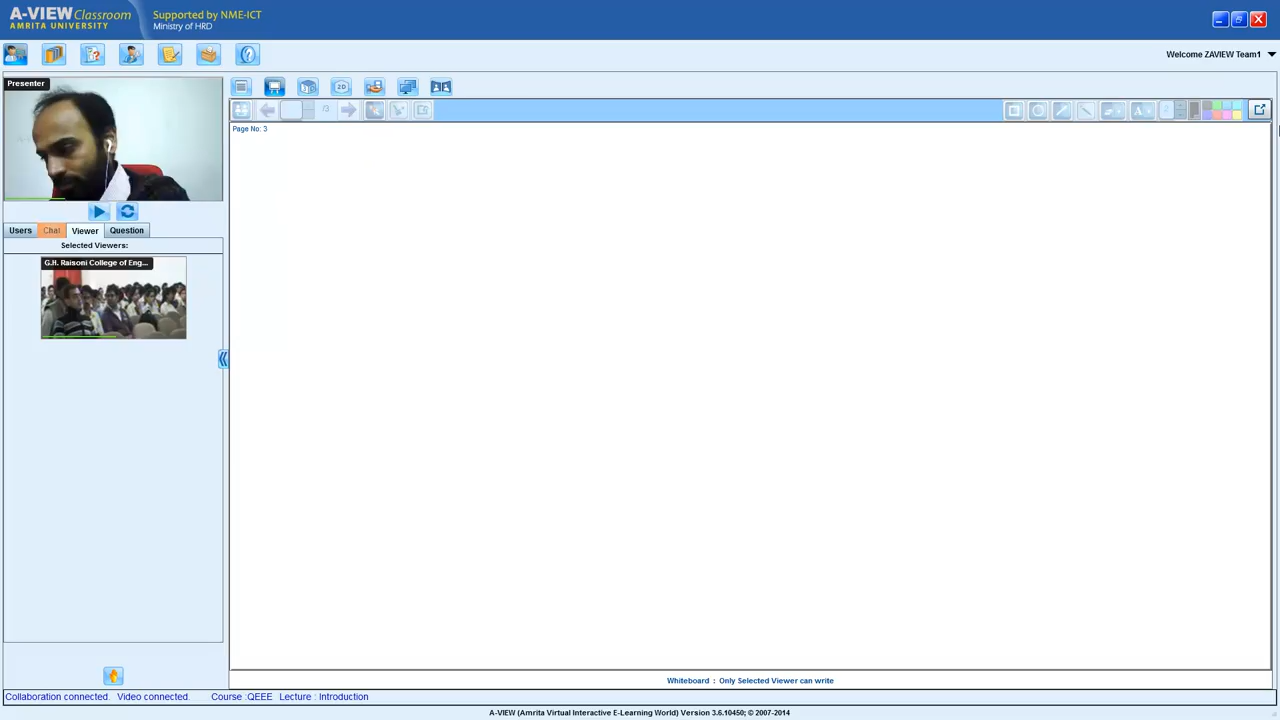 A-VIEW Classroom
AMRITA UNIVERSITY
Supported by NME-ICT
Ministry of HRD
Welcome ZAVIEW Team1
Presenter
2D
/3
A
Page No: 3
Users
Chat
Viewer
Question
Selected Viewers:
G.H. Raisoni College of Eng...
Whiteboard : Only Selected Viewer can write
Collaboration connected. Video connected. Course :QEEE Lecture : Introduction
A-VIEW (Amrita Virtual Interactive E-Learning World) Version 3.6.10450; © 2007-2014